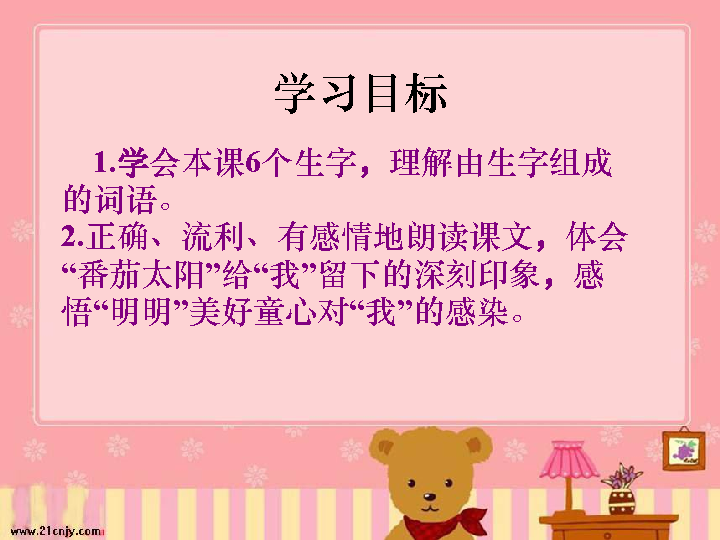 学习目标
1.学会本课6个生字，理解由生字组成
的词语。
2.正确、流利、有感情地朗读课文，体会
“番茄太阳”给“我”留下的深刻印象，感
悟“明明”美好童心对“我”的感染。
www.21cnjy.com